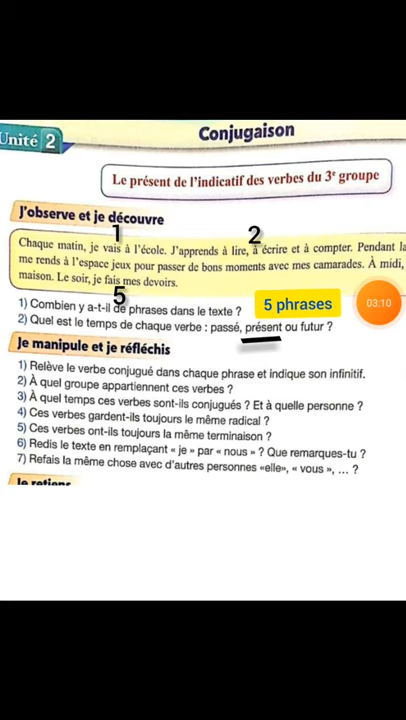 Unité 2
Conjugaison
Le présent de l'indicatif des verbes du 3e groupe
J'observe et je découvre
1
2
Chaque matin, je vais à l'école. J'apprends à lire, à écrire et à compter. Pendant la
me rends à l'espace jeux pour passer de bons moments avec mes camarades. À midi,
maison. Le soir, je fais mes devoirs.
5
1) Combien y a-t-il de phrases dans le texte ?
5 phrases
03:10
2) Quel est le temps de chaque verbe : passé, présent ou futur ?
Je manipule et je réfléchis
1) Relève le verbe conjugué dans chaque phrase et indique son infinitif.
2) À quel groupe appartiennent ces verbes ?
3) À quel temps ces verbes sont-ils conjugués ? Et à quelle personne ?
4) Ces verbes gardent-ils toujours le même radical ?
5) Ces verbes ont-ils toujours la même terminaison ?
6) Redis le texte en remplaçant « je » par « nous » ? Que remarques-tu ?
7) Refais la même chose avec d'autres personnes «elle», « vous », ... ?